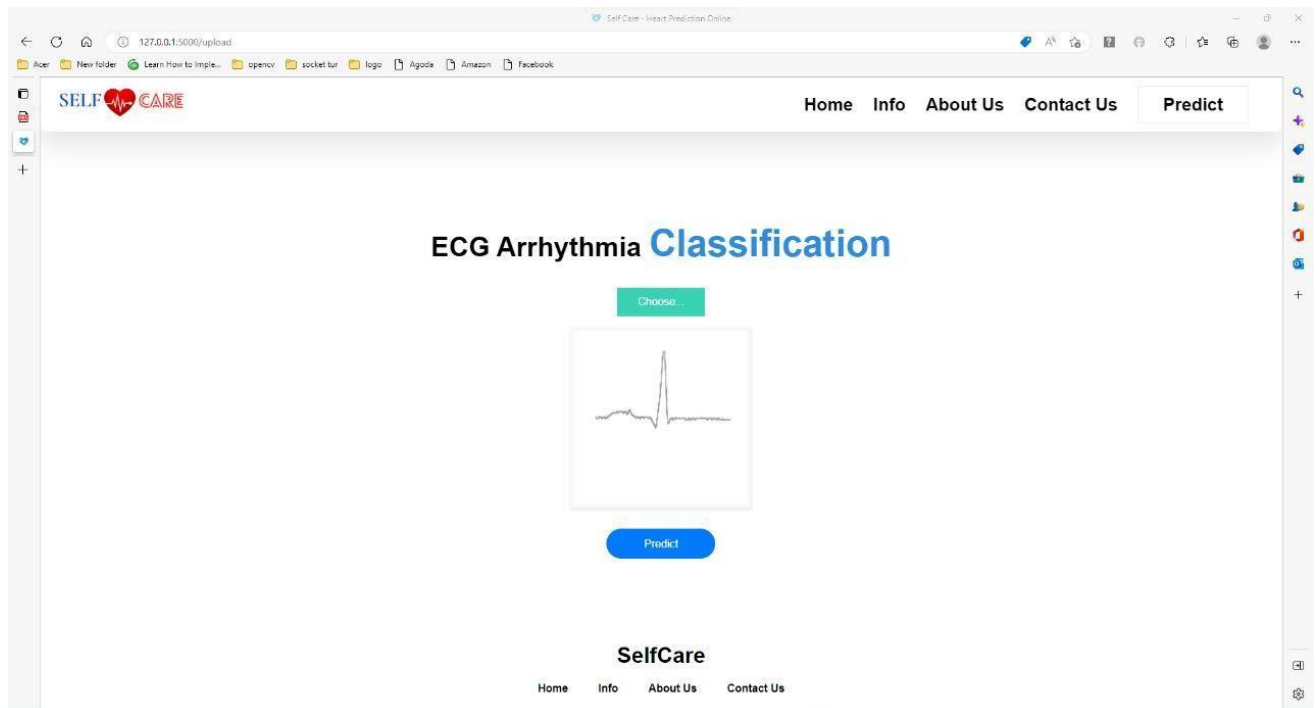 Self Care - Heart Prediction Online
127.0.0.1:5000/upload
Acer New folder Learn How to Imple... opencv socket tur logo Agoda Amazon Facebook
SELF CARE Home Info About Us Contact Us Predict
ECG Arrhythmia Classification
Choose...
Predict
SelfCare
Home Info About Us Contact Us